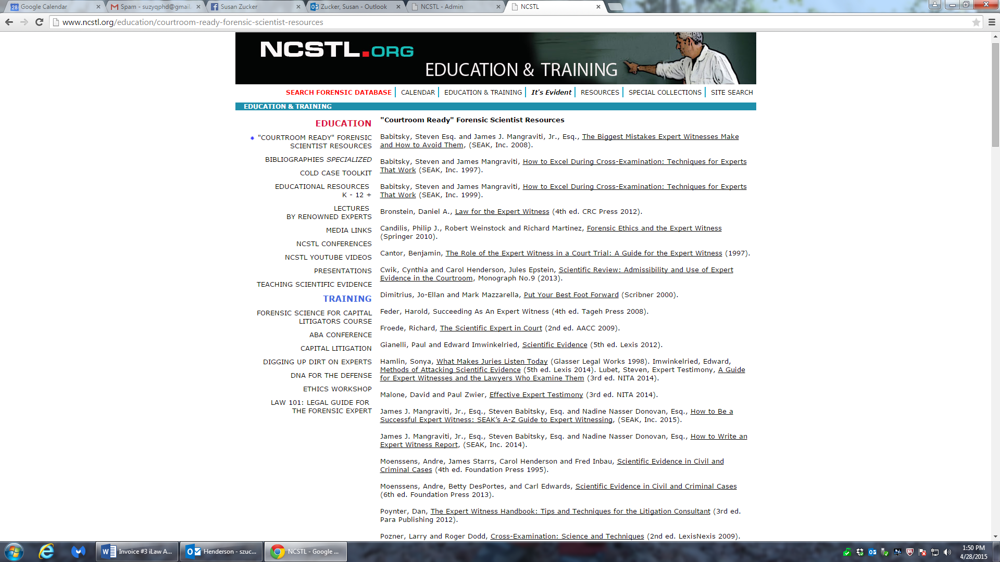 28 Google Calendar
Spam - suzyqphd@gmail.
Susan Zucker
Zucker, Susan - Outlook
NCSTL - Admin
NCSTL
www.ncstl.org/education/courtroom-ready-forensic-scientist-resources
NCSTL.ORG
EDUCATION & TRAINING
SEARCH FORENSIC DATABASE
CALENDAR
EDUCATION & TRAINING
It's Evident
RESOURCES
SPECIAL COLLECTIONS
SITE SEARCH
EDUCATION & TRAINING
EDUCATION
* "COURTROOM READY" FORENSIC
SCIENTIST RESOURCES
BIBLIOGRAPHIES SPECIALIZED
COLD CASE TOOLKIT
EDUCATIONAL RESOURCES
K - 12 +
LECTURES
BY RENOWNED EXPERTS
MEDIA LINKS
NCSTL CONFERENCES
NCSTL YOUTUBE VIDEOS
PRESENTATIONS
TEACHING SCIENTIFIC EVIDENCE
TRAINING
FORENSIC SCIENCE FOR CAPITAL
LITIGATORS COURSE
ABA CONFERENCE
CAPITAL LITIGATION
DIGGING UP DIRT ON EXPERTS
DNA FOR THE DEFENSE
ETHICS WORKSHOP
LAW 101: LEGAL GUIDE FOR
THE FORENSIC EXPERT
"Courtroom Ready" Forensic Scientist Resources
Babitsky, Steven Esq. and James J. Mangraviti, Jr., Esq., The Biggest Mistakes Expert Witnesses Make
and How to Avoid Them, (SEAK, Inc. 2008).
Babitsky, Steven and James Mangraviti, How to Excel During Cross-Examination: Techniques for Experts
That Work (SEAK, Inc. 1997).
Babitsky, Steven and James Mangraviti, How to Excel During Cross-Examination: Techniques for Experts
That Work (SEAK, Inc. 1999).
Bronstein, Daniel A., Law for the Expert Witness (4th ed. CRC Press 2012).
Candilis, Philip J., Robert Weinstock and Richard Martinez, Forensic Ethics and the Expert Witness
(Springer 2010).
Cantor, Benjamin, The Role of the Expert Witness in a Court Trial: A Guide for the Expert Witness (1997).
Cwik, Cynthia and Carol Henderson, Jules Epstein, Scientific Review: Admissibility and Use of Expert
Evidence in the Courtroom, Monograph No.9 (2013).
Dimitrius, Jo-Ellan and Mark Mazzarella, Put Your Best Foot Forward (Scribner 2000).
Feder, Harold, Succeeding As An Expert Witness (4th ed. Tageh Press 2008).
Froede, Richard, The Scientific Expert in Court (2nd ed. AACC 2009).
Gianelli, Paul and Edward Imwinkelried, Scientific Evidence (5th ed. Lexis 2012).
Hamlin, Sonya, What Makes Juries Listen Today (Glasser Legal Works 1998). Imwinkelried, Edward,
Methods of Attacking Scientific Evidence (5th ed. Lexis 2014). Lubet, Steven, Expert Testimony, A Guide
for Expert Witnesses and the Lawyers Who Examine Them (3rd ed. NITA 2014).
Malone, David and Paul Zwier, Effective Expert Testimony (3rd ed. NITA 2014).
James J. Mangraviti, Jr., Esq., Steven Babitsky, Esq. and Nadine Nasser Donovan, Esq., How to Be a
Successful Expert Witness: SEAK’s A-Z Guide to Expert Witnessing, (SEAK, Inc. 2015).
James J. Mangraviti, Jr., Esq., Steven Babitsky, Esq. and Nadine Nasser Donovan, Esq., How to Write an
Expert Witness Report, (SEAK, Inc. 2014).
Moenssens, Andre, James Starrs, Carol Henderson and Fred Inbau, Scientific Evidence in Civil and
Criminal Cases (4th ed. Foundation Press 1995).
Moenssens, Andre, Betty DesPortes, and Carl Edwards, Scientific Evidence in Civil and Criminal Cases
(6th ed. Foundation Press 2013).
Poynter, Dan, The Expert Witness Handbook: Tips and Techniques for the Litigation Consultant (3rd ed.
Para Publishing 2012).
Pozner, Larry and Roger Dodd, Cross-Examination: Science and Techniques (2nd ed. LexisNexis 2009).
Invoice #3 iLaw A...
Henderson - szuc...
NCSTL - Google ...
1:50 PM
4/28/2015